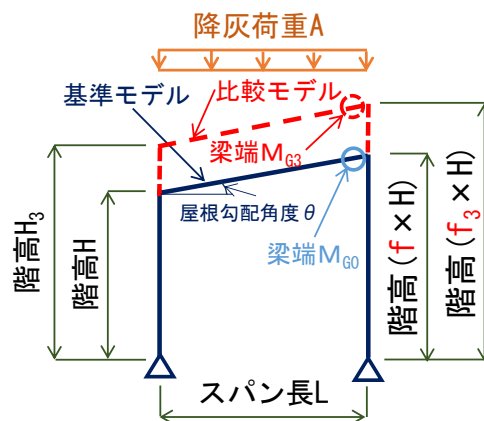 降灰荷重A
基準モデル
比較モデル
梁端MG3
屋根勾配角度θ
梁端MG0
階高H3
階高H
階高(f×H)
階高(f3×H)
スパン長L